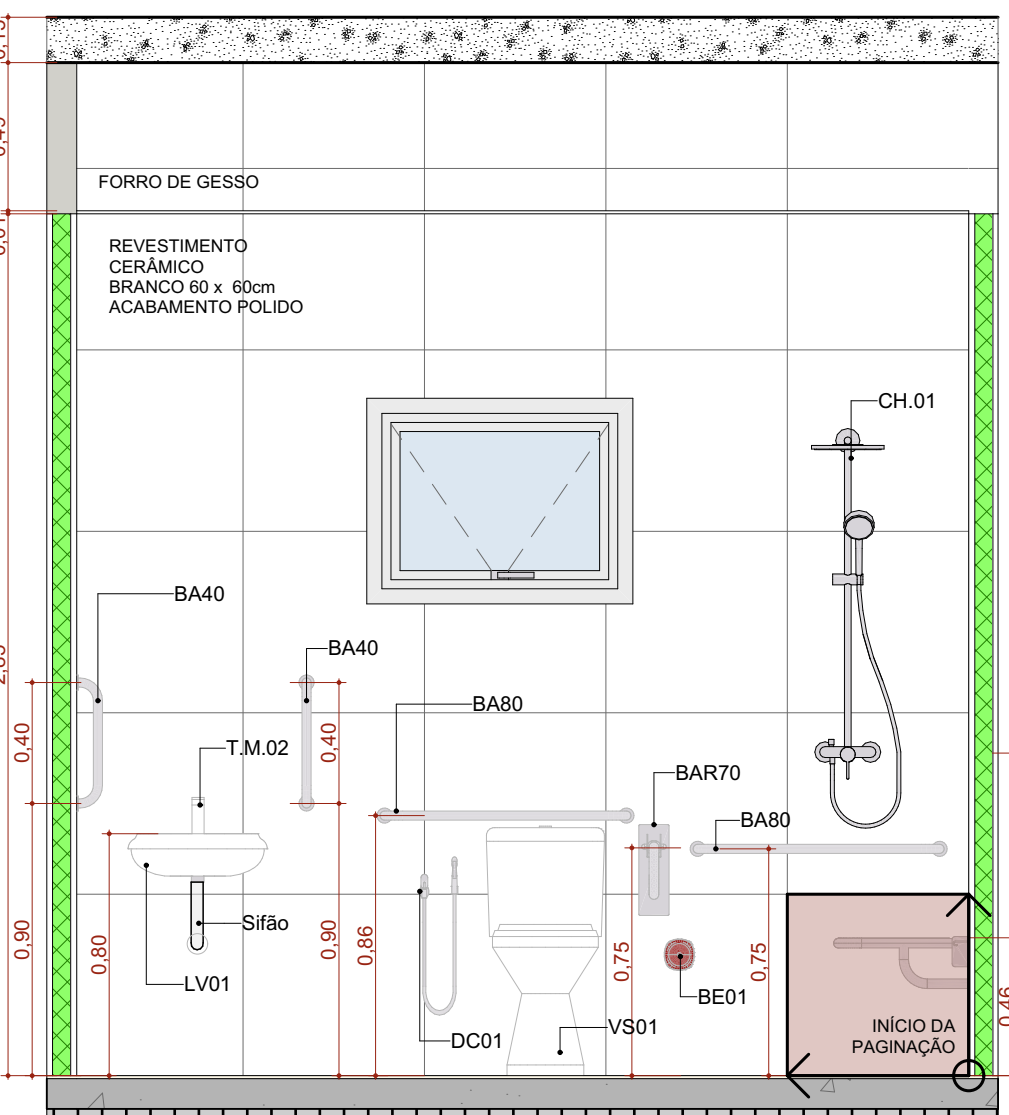 FORRO DE GESSO
REVESTIMENTO
CERÂMICO
BRANCO 60 x 60cm
ACABAMENTO POLIDO
CH.01
BA40
BA40
BA80
T.M.02
BAR70
BA80
0,40
0,40
Sifão
LV01
0,90
0,80
0,90
0,86
0,75
0,75
BE01
DC01
VS01
INÍCIO DA
PAGINAÇÃO
0,46